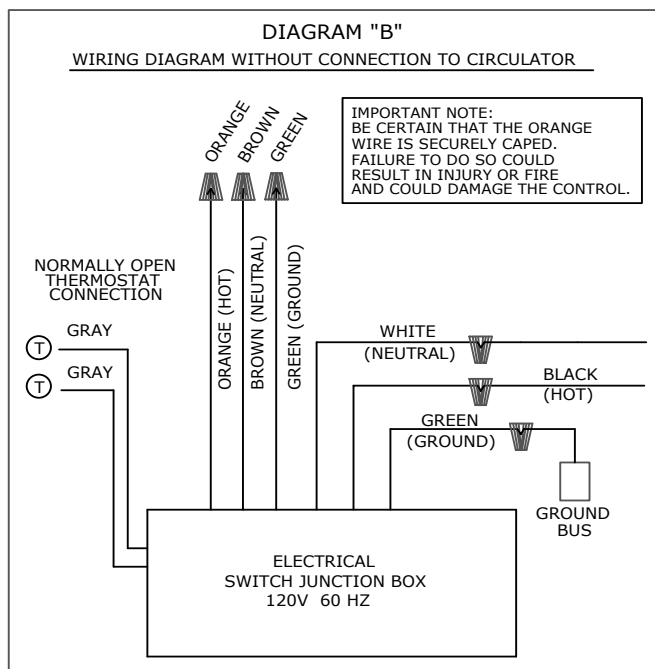 DIAGRAM "B"
WIRING DIAGRAM WITHOUT CONNECTION TO CIRCULATOR
ORANGE
BROWN
GREEN
IMPORTANT NOTE:
BE CERTAIN THAT THE ORANGE
WIRE IS SECURELY CAPED.
FAILURE TO DO SO COULD
RESULT IN INJURY OR FIRE
AND COULD DAMAGE THE CONTROL.
NORMALLY OPEN
THERMOSTAT
CONNECTION
T
GRAY
T
GRAY
ORANGE (HOT)
BROWN (NEUTRAL)
GREEN (GROUND)
WHITE
(NEUTRAL)
BLACK
(HOT)
GREEN
(GROUND)
GROUND
BUS
ELECTRICAL
SWITCH JUNCTION BOX
120V 60 HZ